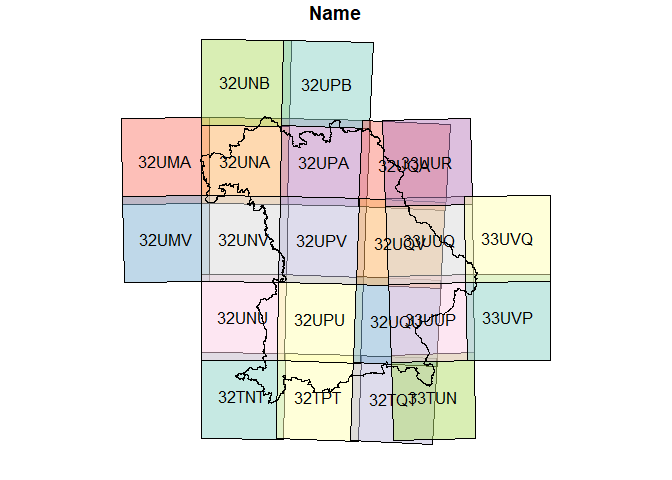 Name
32UNB 32UPB
32UMA 32UNA 32UPA 32UQA 33UUR
32UMV 32UNV 32UPV 32UQV 33UUQ 33UVQ
32UNU 32UPU 32UQU 33UUP 33UVP
32TNT 32TPT 32TQT 33TUN